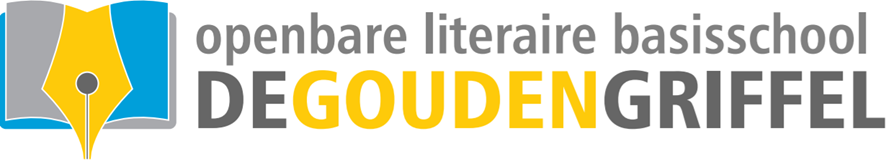 openbare literaire basisschool
DEGOUDENGRIFFEL